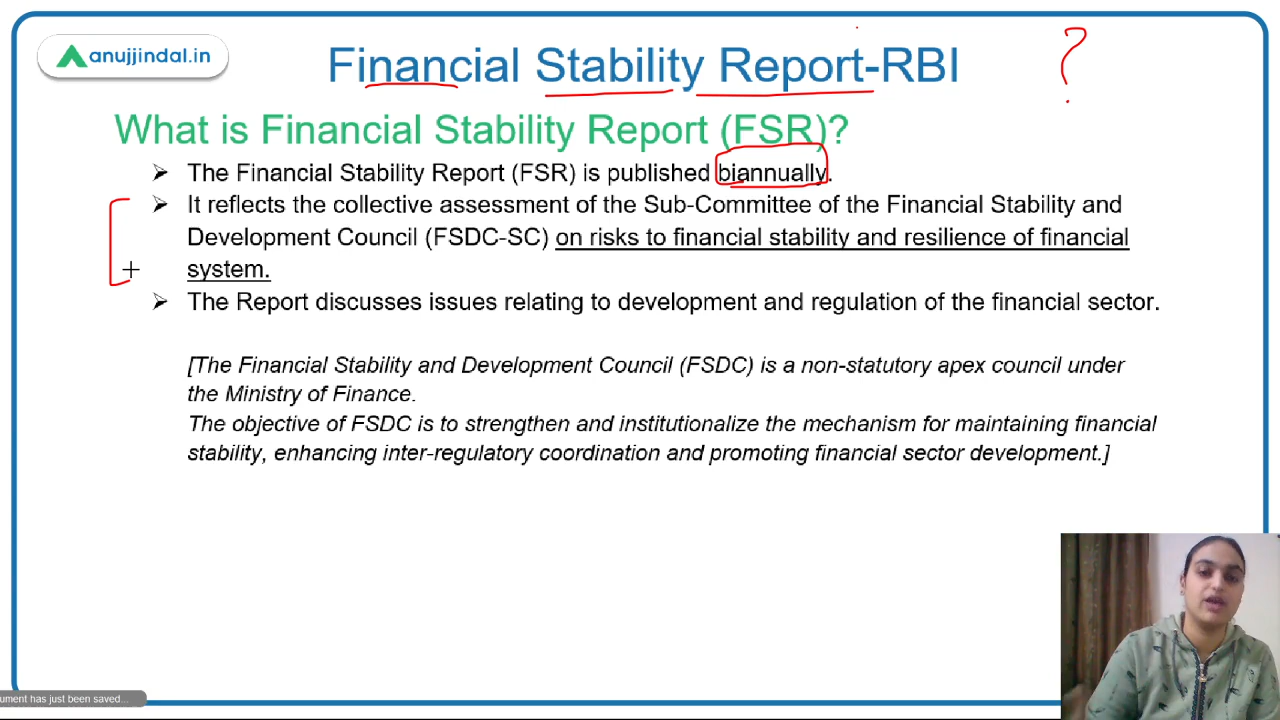 anujjindal.in
Financial Stability Report-RBI
?
What is Financial Stability Report (FSR)?
➢ The Financial Stability Report (FSR) is published biannually.
➢ It reflects the collective assessment of the Sub-Committee of the Financial Stability and
Development Council (FSDC-SC) on risks to financial stability and resilience of financial
system.
➢ The Report discusses issues relating to development and regulation of the financial sector.
[The Financial Stability and Development Council (FSDC) is a non-statutory apex council under
the Ministry of Finance.
The objective of FSDC is to strengthen and institutionalize the mechanism for maintaining financial
stability, enhancing inter-regulatory coordination and promoting financial sector development.]
ument has just been saved...